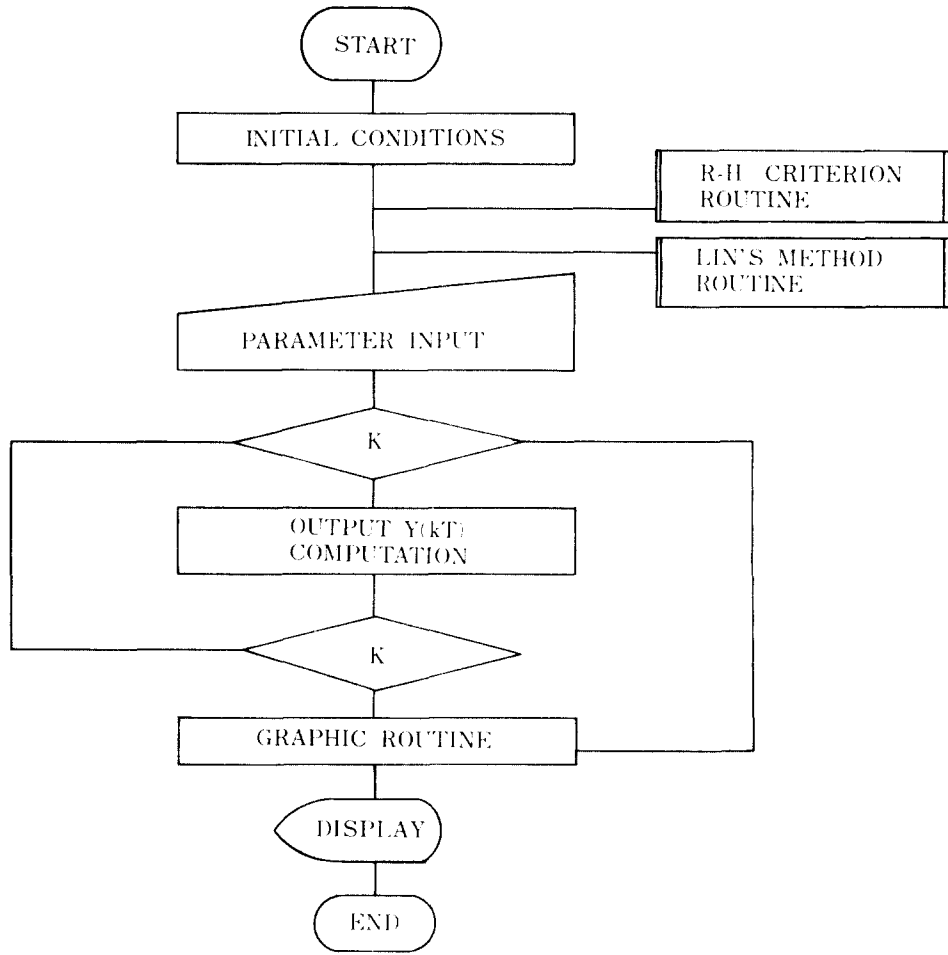 START
INITIAL CONDITIONS
R-H CRITERION
ROUTINE
LIN'S METHOD
ROUTINE
PARAMETER INPUT
K
OUTPUT Y(kT)
COMPUTATION
K
GRAPHIC ROUTINE
DISPLAY
END